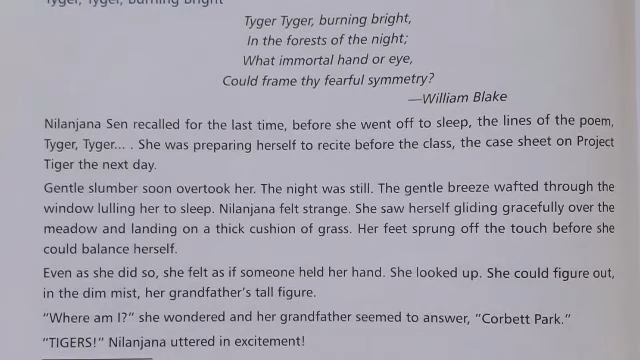 Tyger, Tyger, Burning Bright
Tyger Tyger, burning bright,
In the forests of the night;
What immortal hand or eye,
Could frame thy fearful symmetry?
—William Blake
Nilanjana Sen recalled for the last time, before she went off to sleep, the lines of the poem,
Tyger, Tyger... . She was preparing herself to recite before the class, the case sheet on Project
Tiger the next day.
Gentle slumber soon overtook her. The night was still. The gentle breeze wafted through the
window lulling her to sleep. Nilanjana felt strange. She saw herself gliding gracefully over the
meadow and landing on a thick cushion of grass. Her feet sprung off the touch before she
could balance herself.
Even as she did so, she felt as if someone held her hand. She looked up. She could figure out,
in the dim mist, her grandfather's tall figure.
"Where am I?" she wondered and her grandfather seemed to answer, "Corbett Park."
"TIGERS!" Nilanjana uttered in excitement!